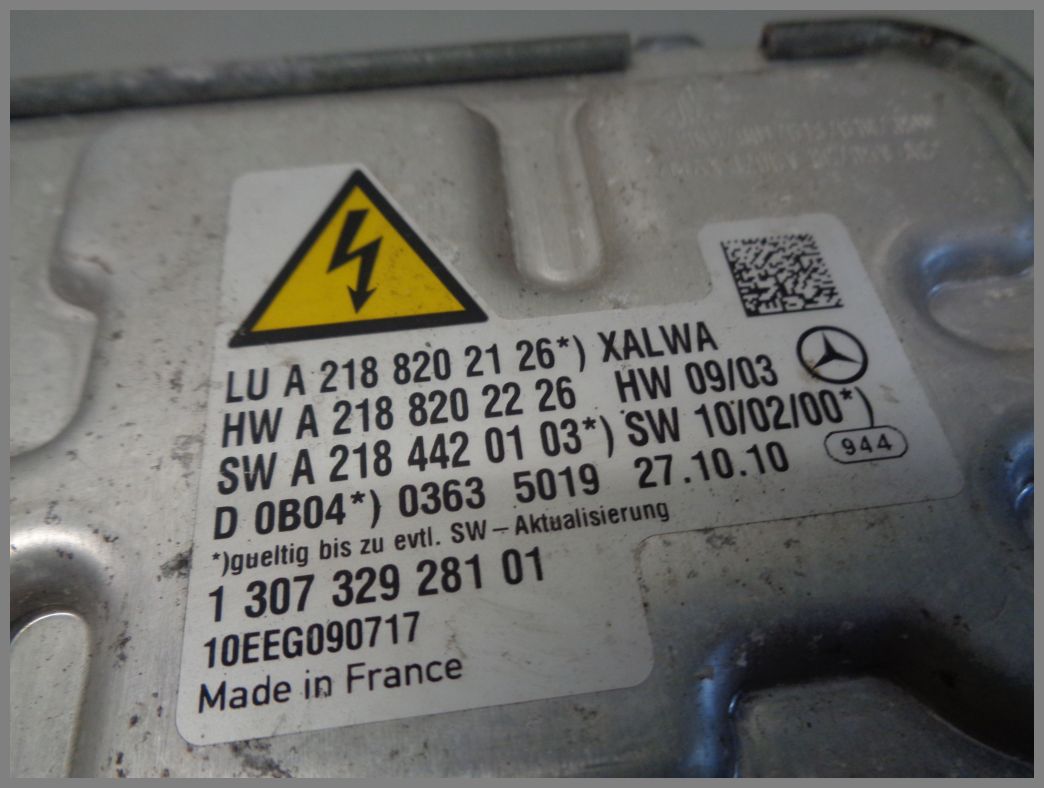 LU A 218 820 21 26*) XALWA
HW A 218 820 22 26 HW 09/03
SW A 218 442 01 03*) SW 10/02/00*)
D 0B04*) 0363 5019 27.10.10 944
*)gueltig bis zu evtl. SW-Aktualisierung
1 307 329 281 01
10EEG090717
Made in France